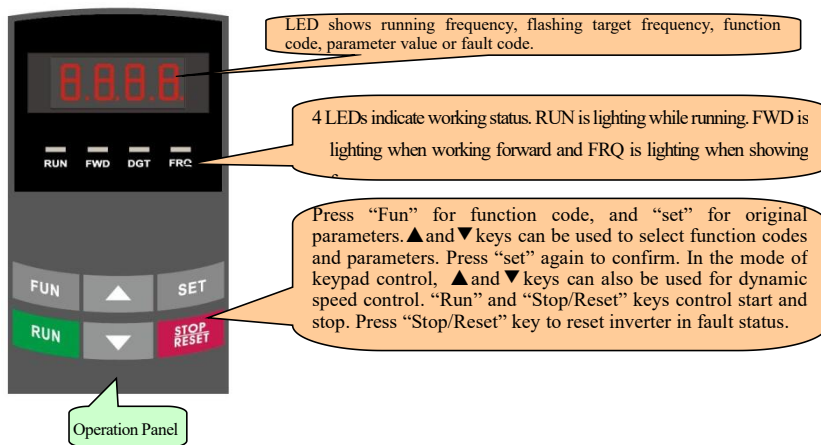 LED shows running frequency, flashing target frequency, function
code, parameter value or fault code.
8.8.8.8.
RUN FWD DGT FRQ
4 LEDs indicate working status. RUN is lighting while running. FWD is
lighting when working forward and FRQ is lighting when showing
Press “Fun” for function code, and “set” for original
parameters.▲and▼keys can be used to select function codes
and parameters. Press “set” again to confirm. In the mode of
keypad control, ▲and▼keys can also be used for dynamic
speed control. “Run” and “Stop/Reset” keys control start and
stop. Press “Stop/Reset” key to reset inverter in fault status.
FUN ▲ SET
RUN ▼ STOP
RESET
Operation Panel